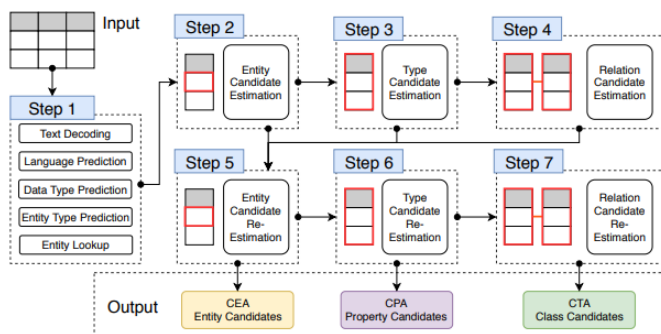 Input
Step 1
Text Decoding
Language Prediction
Data Type Prediction
Entity Type Prediction
Entity Lookup
Step 2
Entity
Candidate
Estimation
Step 3
Type
Candidate
Estimation
Step 4
Relation
Candidate
Estimation
Step 5
Entity
Candidate
Re-
Estimation
Step 6
Type
Candidate
Re-
Estimation
Step 7
Relation
Candidate
Re-
Estimation
Output
CEA
Entity Candidates
CPA
Property Candidates
CTA
Class Candidates